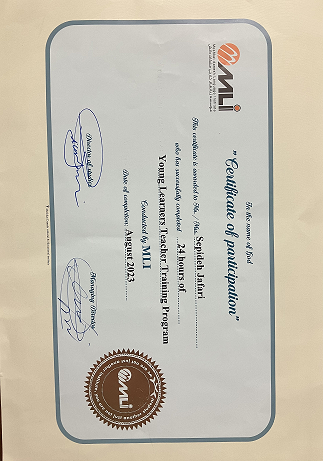 MLI
In the name of God
"Certificate of participation"
This certificate is awarded to Mr. / Ms. Sepideh Jafari
who has successfully completed 24 hours of
Young Learners Teacher Training Program
Conducted by MLI
Date of completion: August 2023
Director of studies
Managing Director
MLI